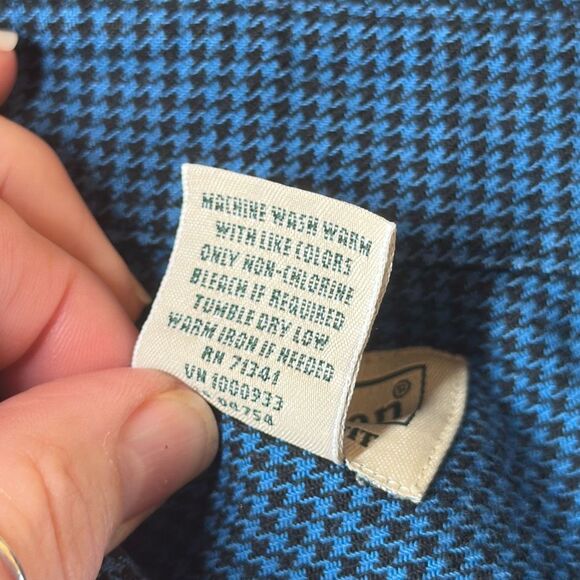 MACHINE WASH WARM
WITH LIKE COLORS
ONLY NON-CHLORINE
BLEACH IF REQUIRED
TUMBLE DRY LOW
WARM IRON IF NEEDED
RN 71341
VN 1000933
®